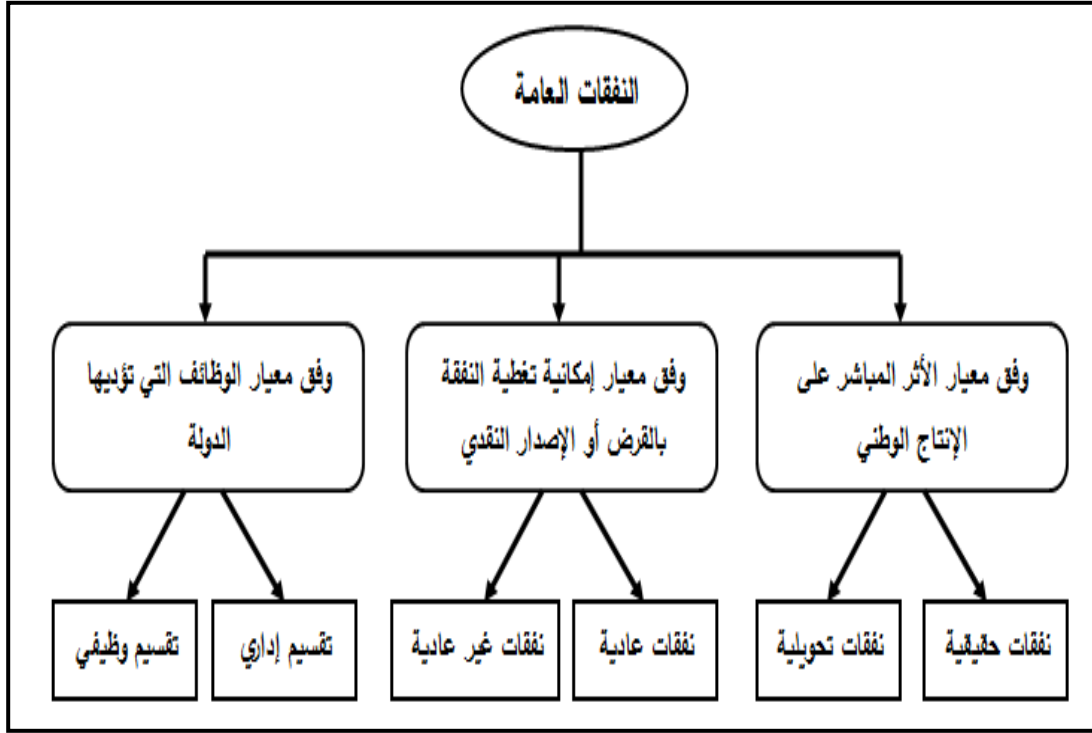 النفقات العامة
وفق معيار الأثر المباشر على
الإنتاج الوطني
وفق معيار إمكانية تغطية النفقة
بالقرض أو الإصدار النقدي
وفق معيار الوظائف التي تؤديها
الدولة
نفقات حقيقية
نفقات تحويلية
نفقات عادية
نفقات غير عادية
تقسيم إداري
تقسيم وظيفي